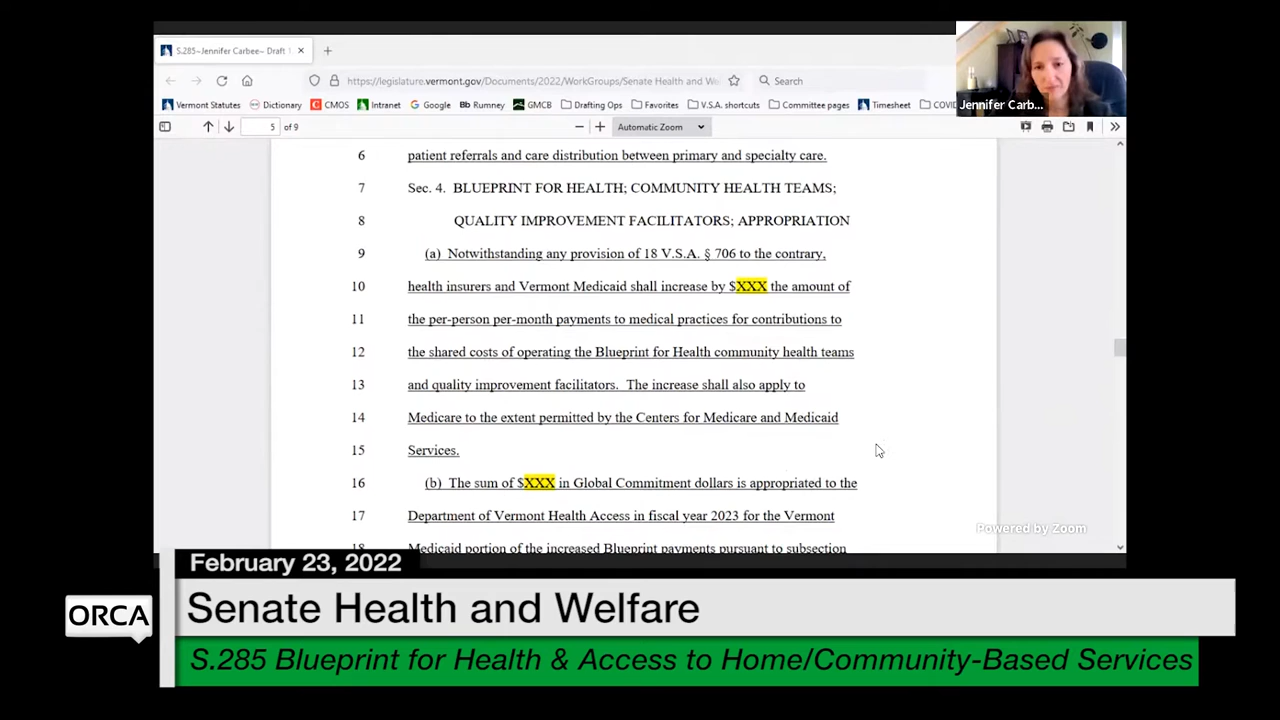 S.285~Jennifer Carbee~ Draft
https://legislature.vermont.gov/Documents/2022/WorkGroups/Senate Health and We
Search
Jennifer Carb...
Vermont Statutes Dictionary CMOS Intranet Google Bb Rumney GMCB Drafting Ops Favorites V.S.A. shortcuts Committee pages Timesheet COVI
5 of 9 Automatic Zoom
6 patient referrals and care distribution between primary and specialty care.
7 Sec. 4. BLUEPRINT FOR HEALTH; COMMUNITY HEALTH TEAMS;
8 QUALITY IMPROVEMENT FACILITATORS; APPROPRIATION
9 (a) Notwithstanding any provision of 18 V.S.A. § 706 to the contrary,
10 health insurers and Vermont Medicaid shall increase by $XXX the amount of
11 the per-person per-month payments to medical practices for contributions to
12 the shared costs of operating the Blueprint for Health community health teams
13 and quality improvement facilitators. The increase shall also apply to
14 Medicare to the extent permitted by the Centers for Medicare and Medicaid
15 Services.
16 (b) The sum of $XXX in Global Commitment dollars is appropriated to the
17 Department of Vermont Health Access in fiscal year 2023 for the Vermont
18 Medicaid portion of the increased Blueprint payments pursuant to subsection
Powered by Zoom
February 23, 2022
ORCA
Senate Health and Welfare
S.285 Blueprint for Health & Access to Home/Community-Based Services